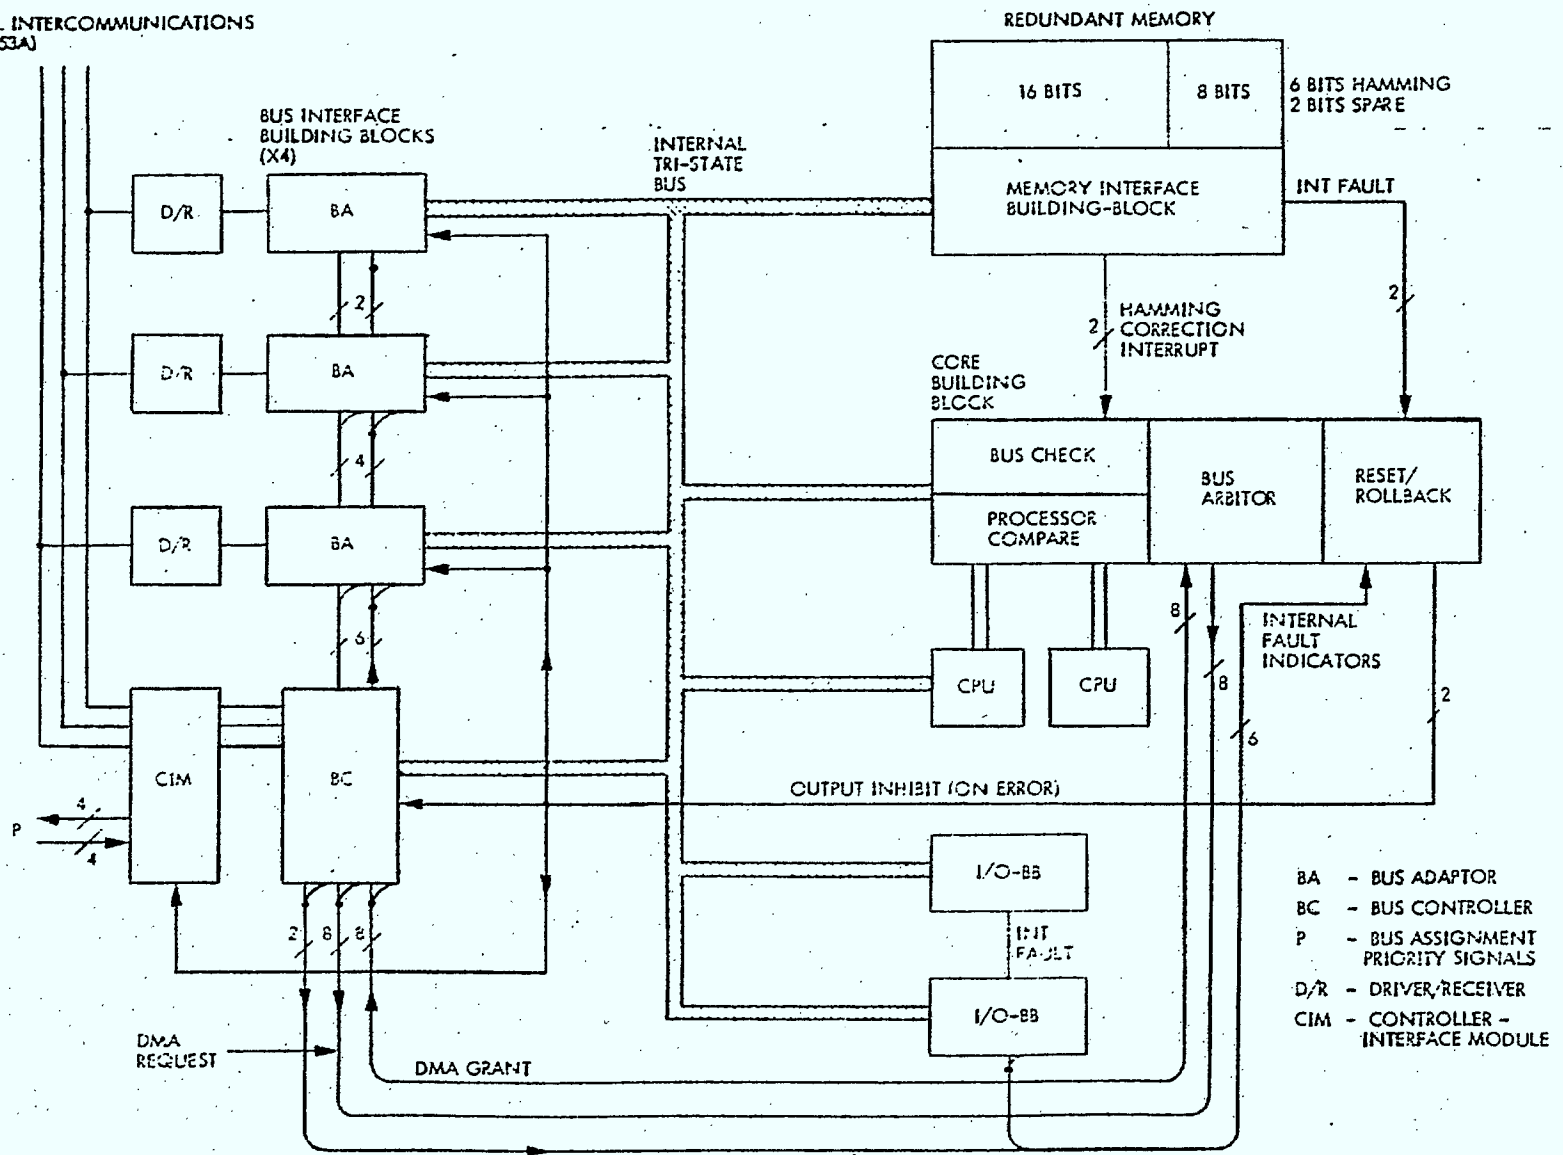 INTERCOMMUNICATIONS
53A)
REDUNDANT MEMORY
16 BITS
8 BITS
6 BITS HAMMING
2 BITS SPARE
BUS INTERFACE
BUILDING BLOCKS
(X4)
INTERNAL
TRI-STATE
BUS
D/R
BA
MEMORY INTERFACE
BUILDING-BLOCK
INT FAULT
2
2
HAMMING
CORRECTION
INTERRUPT
2
D/R
BA
CORE
BUILDING
BLOCK
4
BUS CHECK
PROCESSOR
COMPARE
BUS
ARBITOR
RESET/
ROLLBACK
D/R
BA
6
8
8
INTERNAL
FAULT
INDICATORS
6
2
CPU
CPU
CIM
BC
OUTPUT INHIBIT (ON ERROR)
P
4
4
I/O-BB
INT
FAULT
I/O-BB
2
8
8
DMA
REQUEST
DMA GRANT
BA - BUS ADAPTOR
BC - BUS CONTROLLER
P - BUS ASSIGNMENT
PRIORITY SIGNALS
D/R - DRIVER/RECEIVER
CIM - CONTROLLER -
INTERFACE MODULE